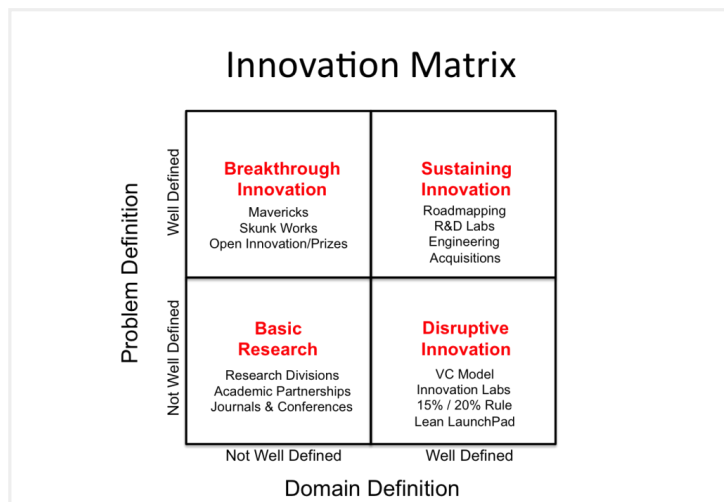 Innovation Matrix
Problem Definition
Well Defined
Breakthrough
Innovation
Mavericks
Skunk Works
Open Innovation/Prizes
Sustaining
Innovation
Roadmapping
R&D Labs
Engineering
Acquisitions
Not Well Defined
Basic
Research
Research Divisions
Academic Partnerships
Journals & Conferences
Disruptive
Innovation
VC Model
Innovation Labs
15% / 20% Rule
Lean LaunchPad
Not Well Defined
Well Defined
Domain Definition